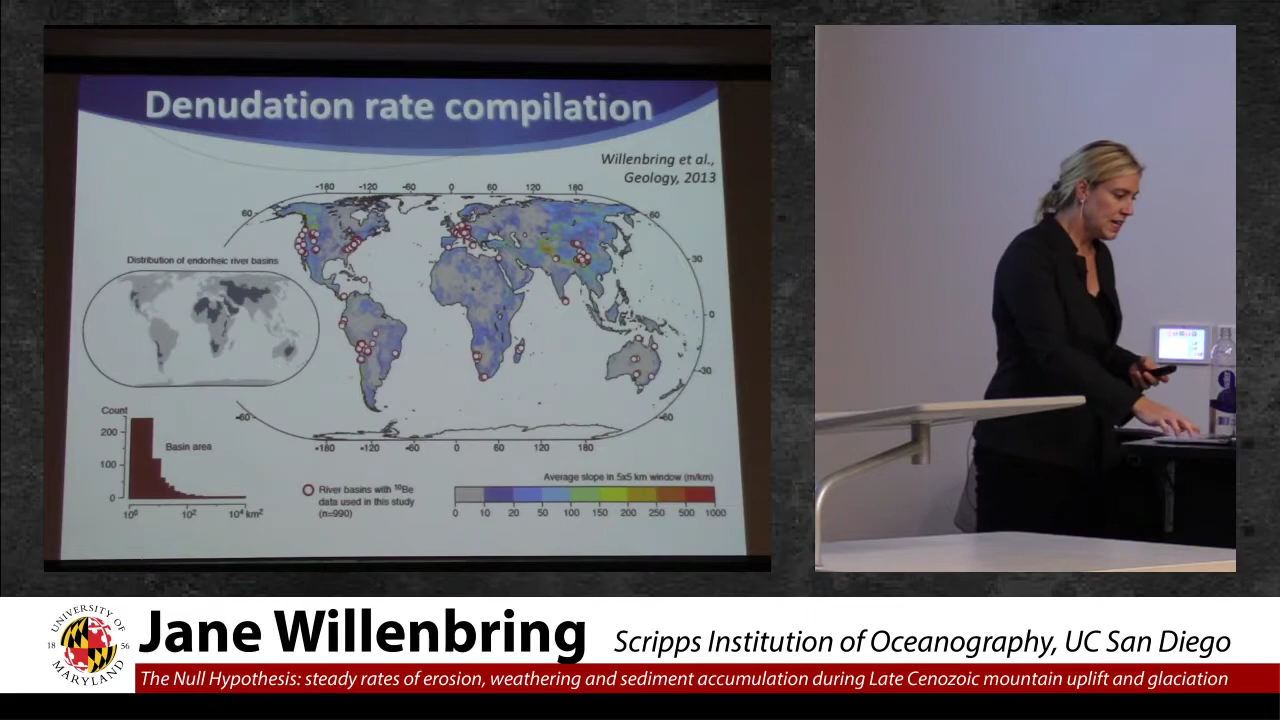 Denudation rate compilation
Willenbring et al.,
Geology, 2013
-180 -120 -60 0 60 120 180
60 60
30
0
-30
-60 -60
-180 -120 -60 0 60 120 180
Distribution of endorheic river basins
Count
200
100
0
Basin area
10⁰ 10² 10⁴ km²
River basins with ¹⁰Be
data used in this study
(n=990)
Average slope in 5x5 km window (m/km)
0 10 20 50 100 150 200 250 500 1000
UNIVERSITY OF
18 56
MARYLAND
Jane Willenbring
Scripps Institution of Oceanography, UC San Diego
The Null Hypothesis: steady rates of erosion, weathering and sediment accumulation during Late Cenozoic mountain uplift and glaciation